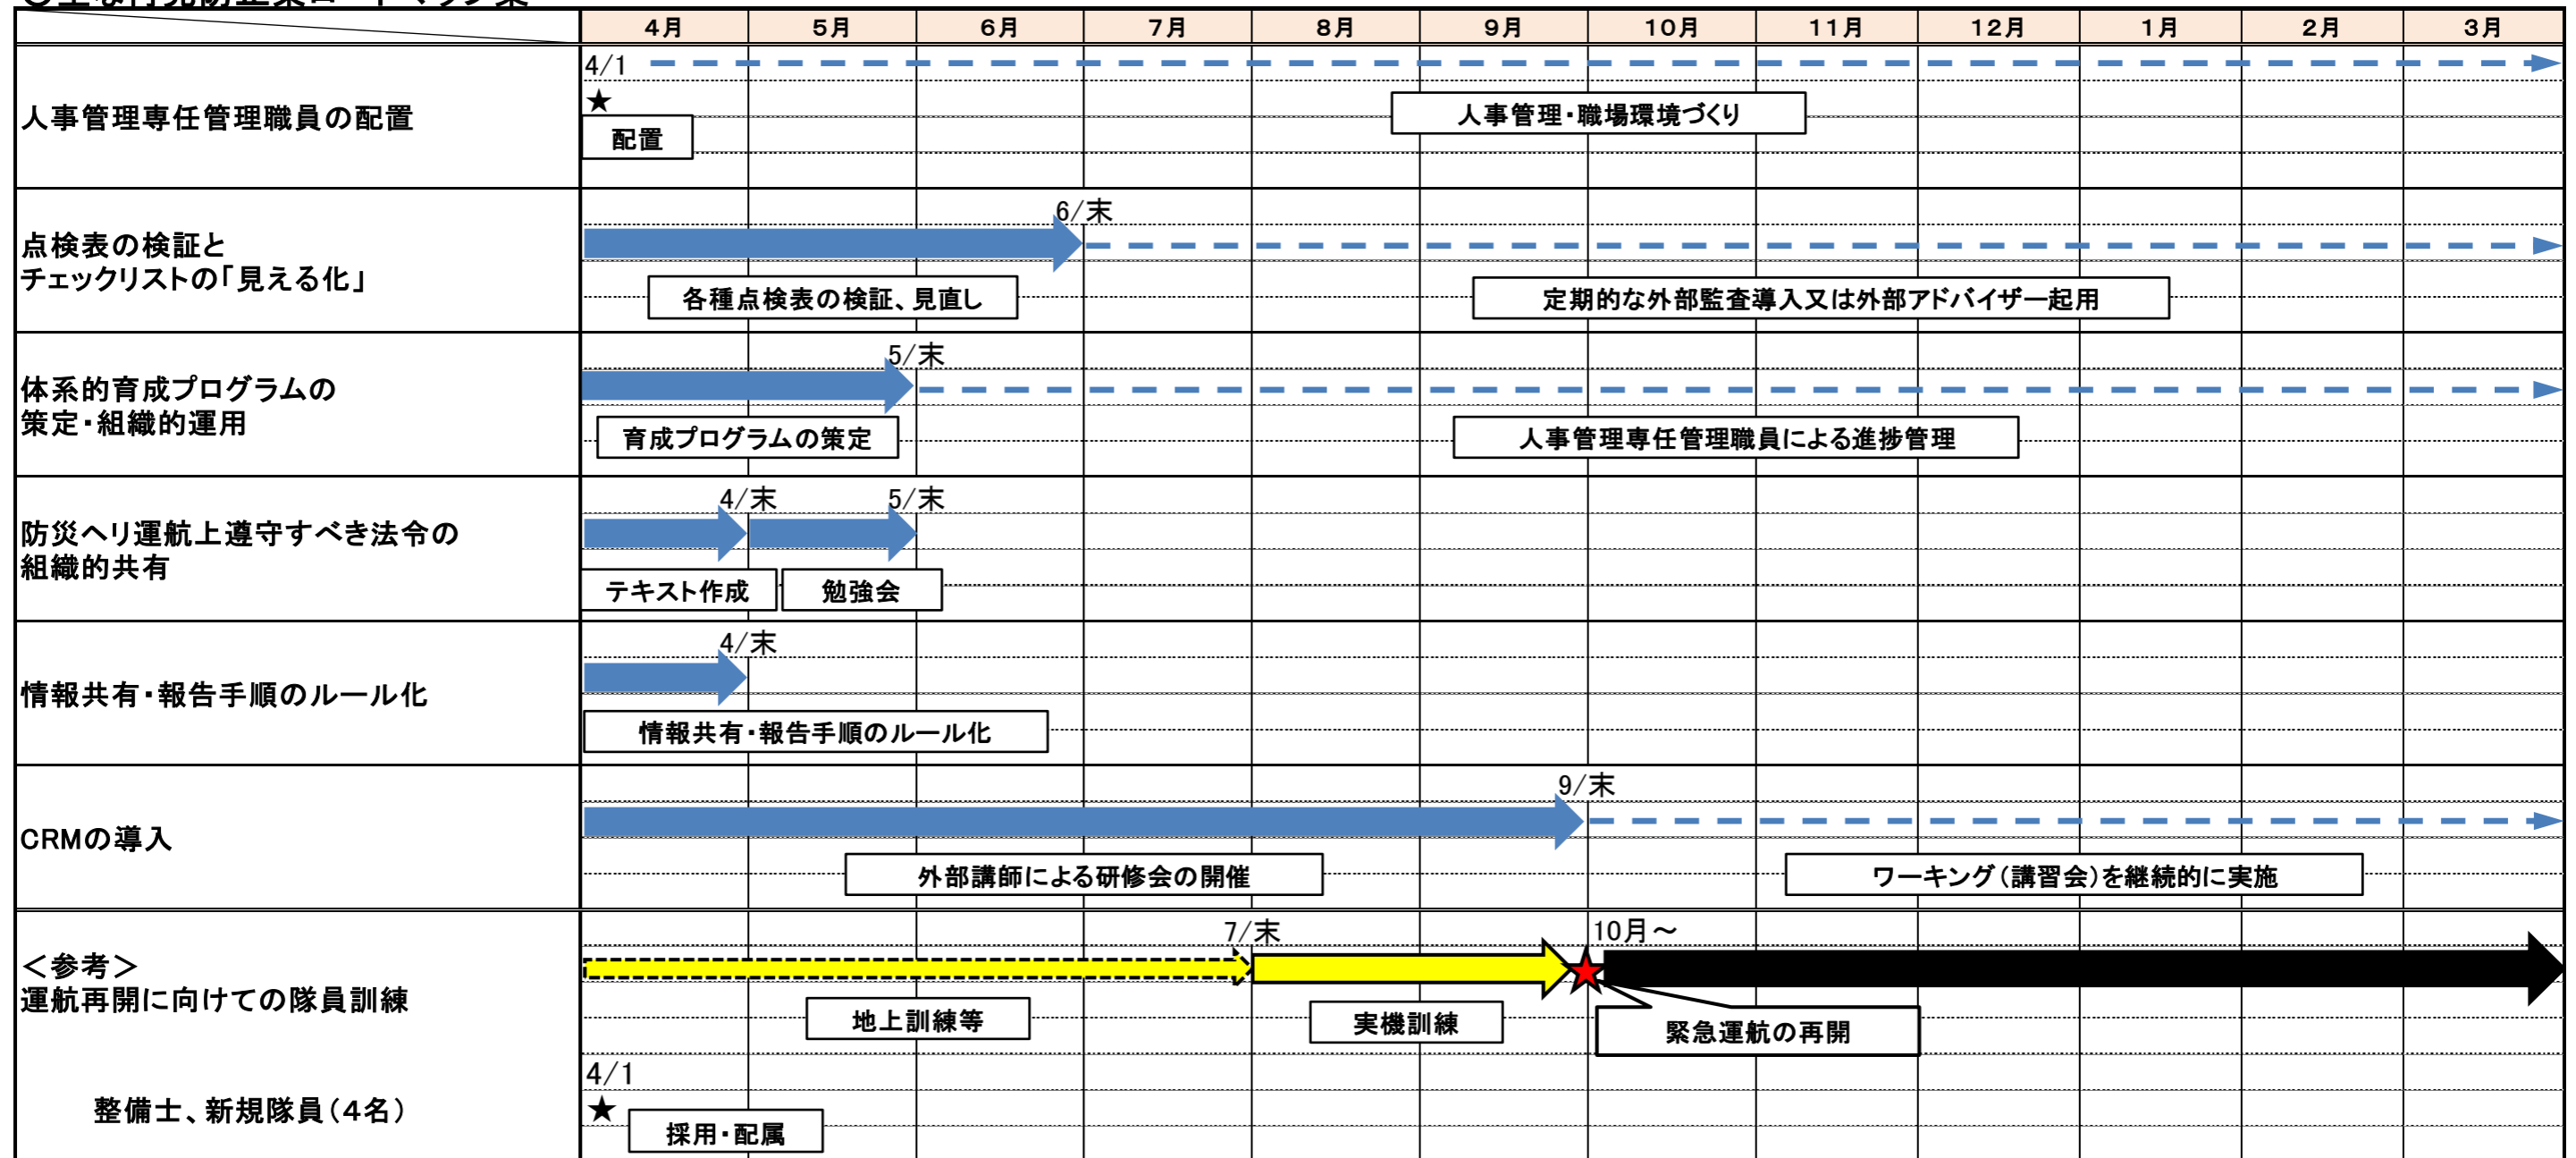 4月 5月 6月 7月 8月 9月 10月 11月 12月 1月 2月 3月
人事管理専任管理職員の配置
4/1
★
配置
人事管理・職場環境づくり
点検表の検証と
チェックリストの「見える化」
6/末
各種点検表の検証、見直し
定期的な外部監査導入又は外部アドバイザー起用
体系的育成プログラムの
策定・組織的運用
5/末
育成プログラムの策定
人事管理専任管理職員による進捗管理
防災ヘリ運航上遵守すべき法令の
組織的共有
4/末
5/末
テキスト作成
勉強会
情報共有・報告手順のルール化
4/末
情報共有・報告手順のルール化
CRMの導入
9/末
外部講師による研修会の開催
ワーキング（講習会）を継続的に実施
＜参考＞
運航再開に向けての隊員訓練
7/末
10月～
地上訓練等
実機訓練
緊急運航の再開
整備士、新規隊員（4名）
4/1
★
採用・配属